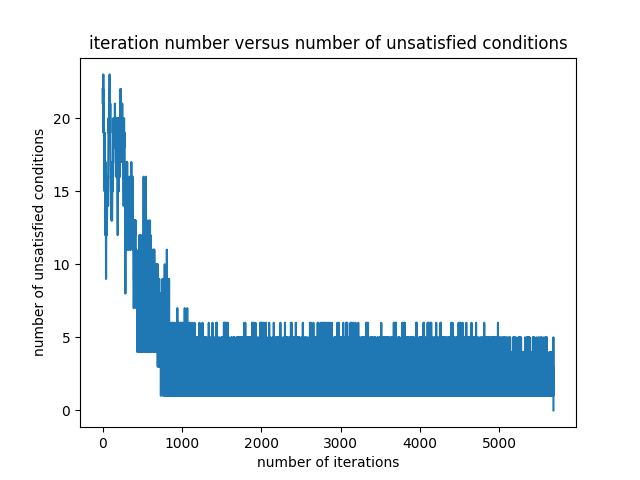 iteration number versus number of unsatisfied conditions
number of unsatisfied conditions
20
15
10
5
0
0 1000 2000 3000 4000 5000
number of iterations